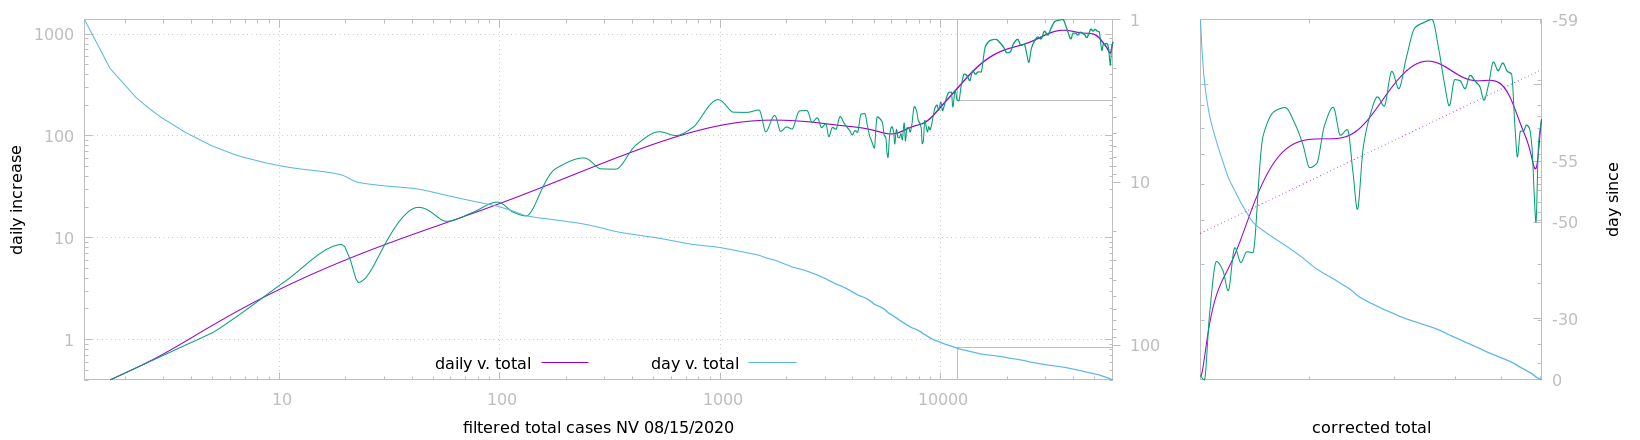 daily increase
1000
100
10
1
10
100
1000
10000
filtered total cases NV 08/15/2020
daily v. total
day v. total
1
10
100
-59
-55
-50
-30
0
day since
corrected total